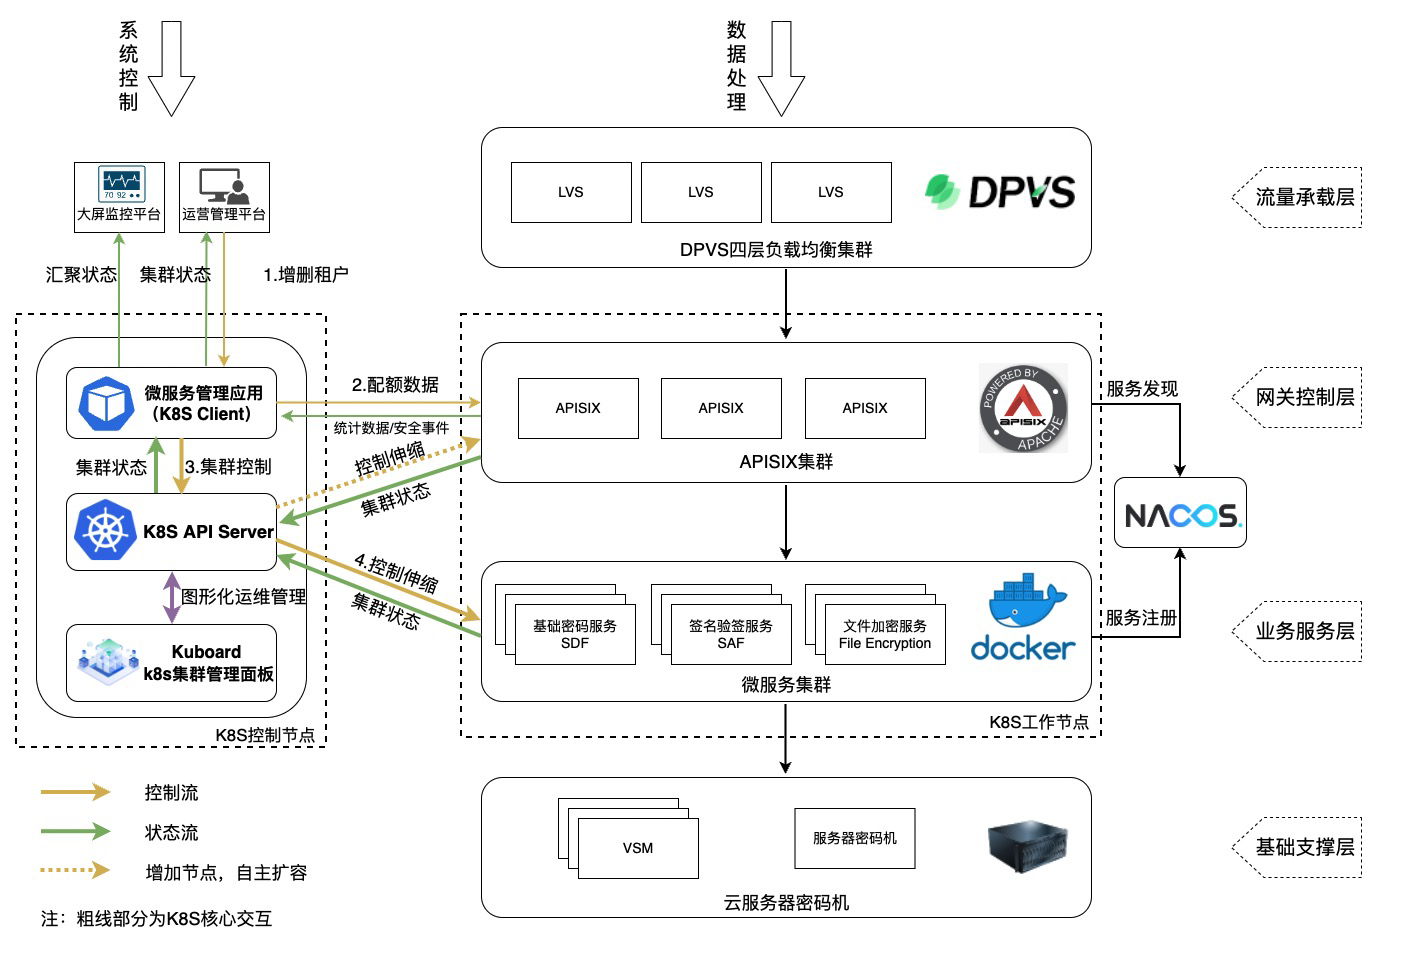 系统控制
数据处理
大屏监控平台
70 92
运营管理平台
LVS
LVS
LVS
DPVS
DPVS四层负载均衡集群
流量承载层
汇聚状态
集群状态
1.增删租户
微服务管理应用
（K8S Client）
2.配额数据
统计数据/安全事件
APISIX
APISIX
APISIX
POWERED BY
APISIX
APACHE
APISIX集群
服务发现
网关控制层
集群状态
3.集群控制
控制伸缩
集群状态
K8S API Server
NACOS.
4.控制伸缩
集群状态
图形化运维管理
基础密码服务
SDF
签名验签服务
SAF
文件加密服务
File Encryption
docker
微服务集群
服务注册
业务服务层
Kuboard
k8s集群管理面板
K8S控制节点
K8S工作节点
控制流
状态流
增加节点，自主扩容
注：粗线部分为K8S核心交互
VSM
服务器密码机
云服务器密码机
基础支撑层